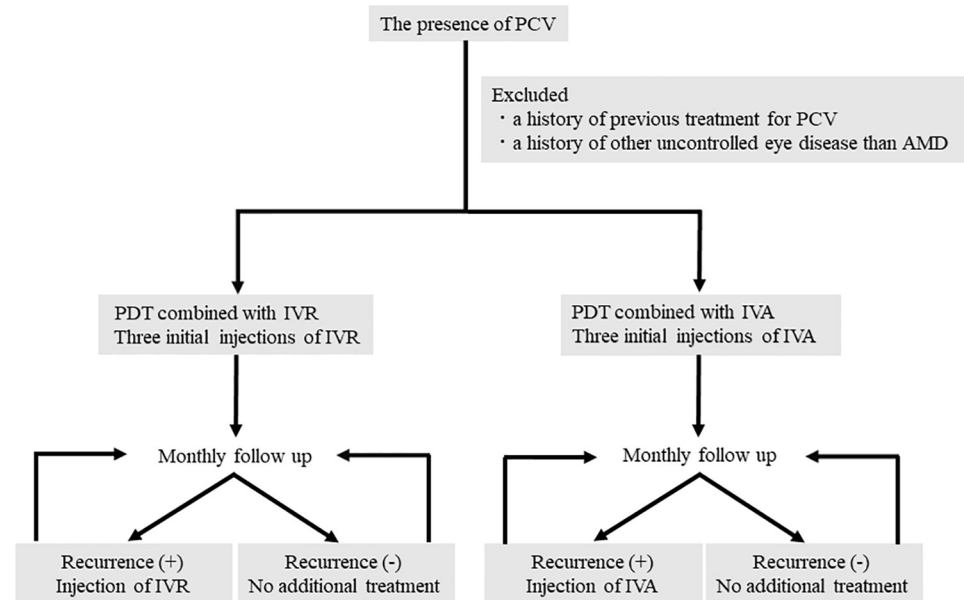 The presence of PCV
Excluded
・a history of previous treatment for PCV
・a history of other uncontrolled eye disease than AMD
PDT combined with IVR
Three initial injections of IVR
PDT combined with IVA
Three initial injections of IVA
Monthly follow up
Monthly follow up
Recurrence (+)
Injection of IVR
Recurrence (-)
No additional treatment
Recurrence (+)
Injection of IVA
Recurrence (-)
No additional treatment